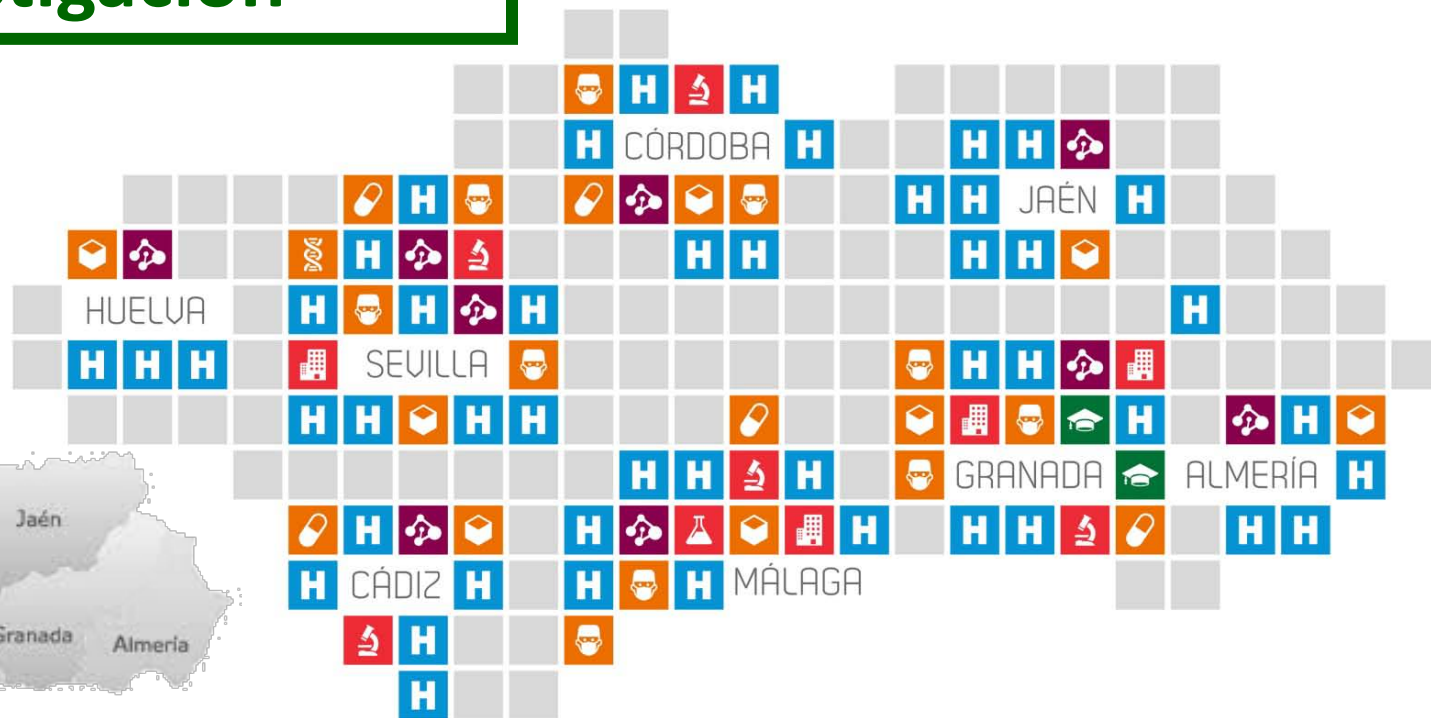 tigación
H H
H CÓRDOBA H H H
H H H JAÉN H
H H H H H
HUELVA H H H H
H H H SEVILLA H H
H H H H H H
H H H GRANADA ALMERÍA H
Jaén
H H H H H H H
H CÁDIZ H H H MÁLAGA
Granada Almería
H
H